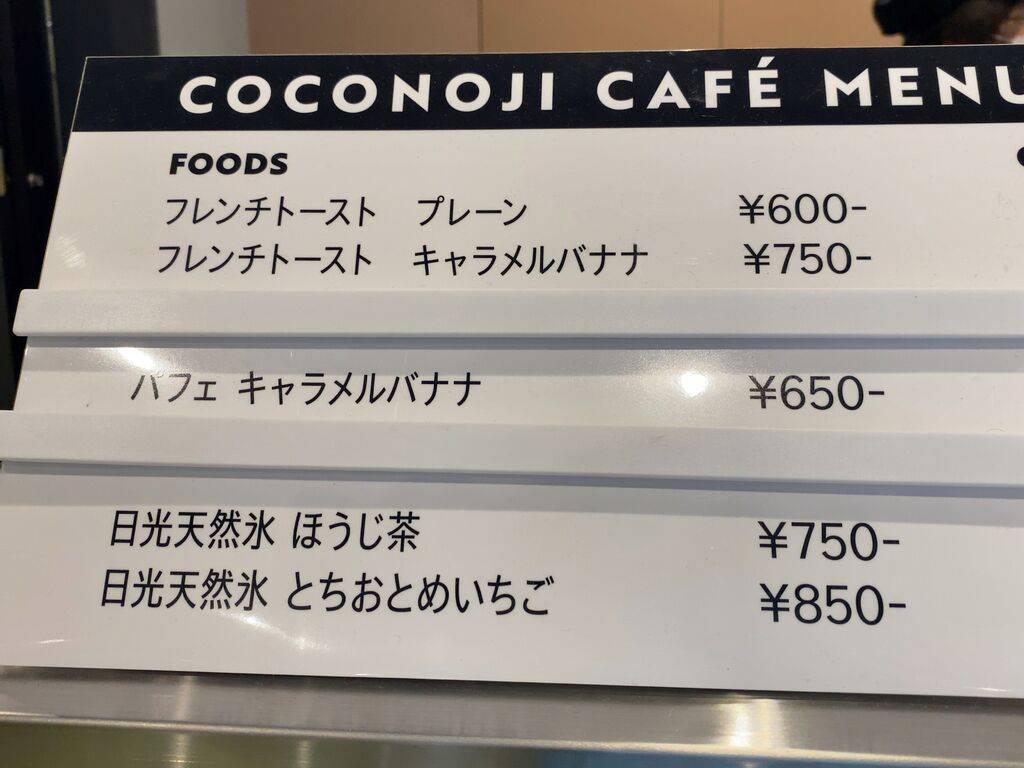 COCONOJI CAFÉ MENU
FOODS
フレンチトースト プレーン ¥600-
フレンチトースト キャラメルバナナ ¥750-
パフェ キャラメルバナナ ¥650-
日光天然氷 ほうじ茶 ¥750-
日光天然氷 とちおとめいちご ¥850-